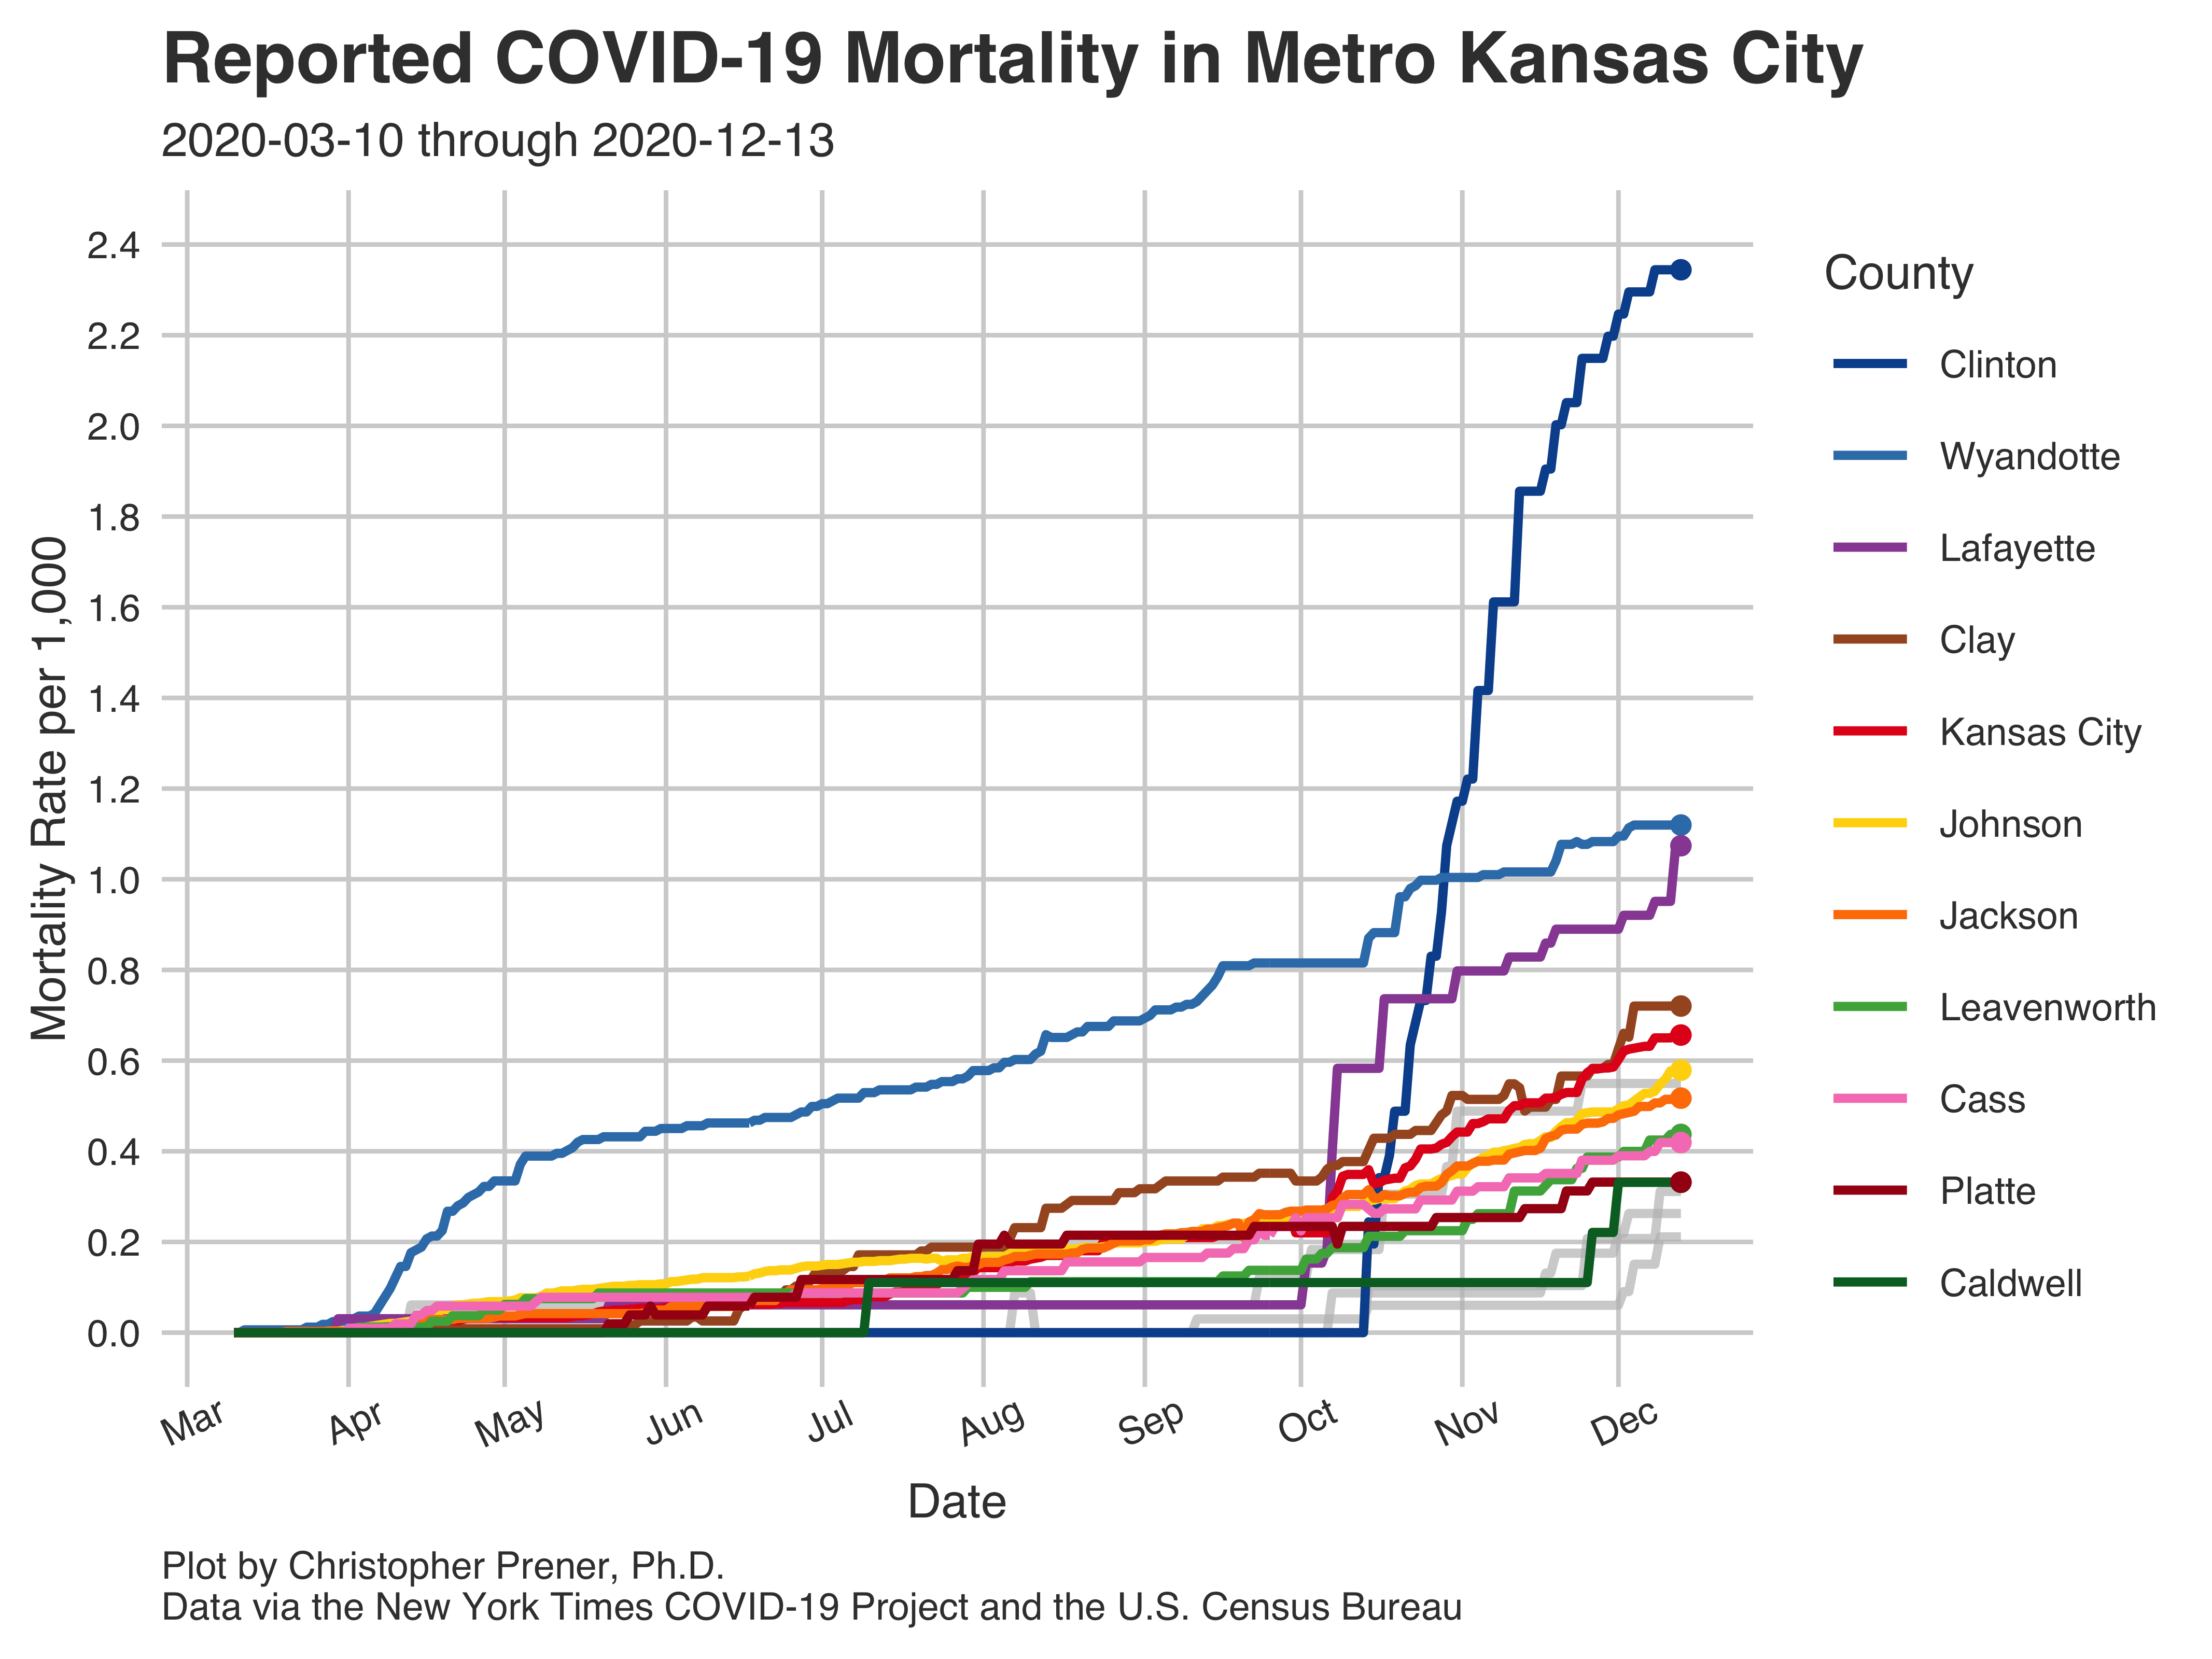 Reported COVID-19 Mortality in Metro Kansas City
2020-03-10 through 2020-12-13
Mortality Rate per 1,000
2.4
2.2
2.0
1.8
1.6
1.4
1.2
1.0
0.8
0.6
0.4
0.2
0.0
Mar Apr May Jun Jul Aug Sep Oct Nov Dec
Date
County
Clinton
Wyandotte
Lafayette
Clay
Kansas City
Johnson
Jackson
Leavenworth
Cass
Platte
Caldwell
Plot by Christopher Prener, Ph.D.
Data via the New York Times COVID-19 Project and the U.S. Census Bureau